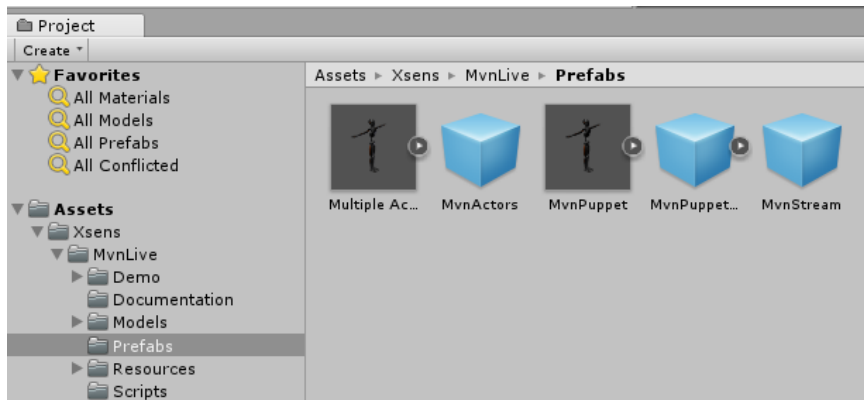 Project
Create
Favorites
All Materials
All Models
All Prefabs
All Conflicted
Assets
Xsens
MvnLive
Demo
Documentation
Models
Prefabs
Resources
Scripts
Assets Xsens MvnLive Prefabs
Multiple Ac... MvnActors MvnPuppet MvnPuppet... MvnStream